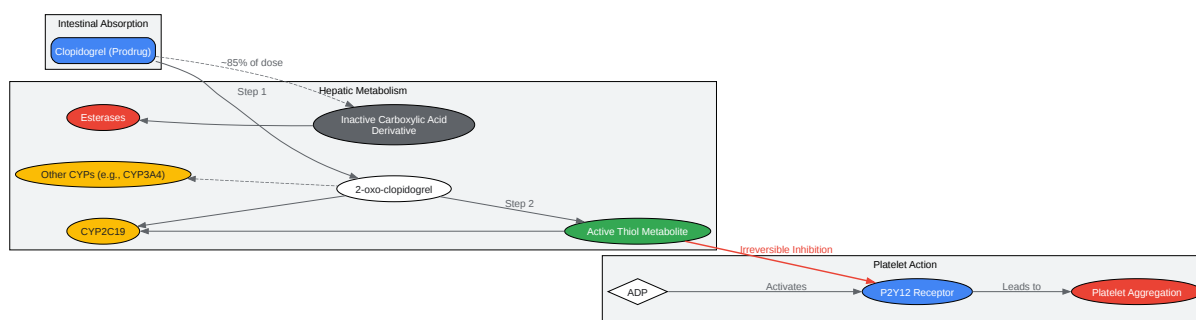 Intestinal Absorption
Clopidogrel (Prodrug)
~85% of dose
Step 1
Hepatic Metabolism
Esterases
Inactive Carboxylic Acid
Derivative
Other CYPs (e.g., CYP3A4)
2-oxo-clopidogrel
Step 2
CYP2C19
Active Thiol Metabolite
Irreversible Inhibition
Platelet Action
ADP
Activates
P2Y12 Receptor
Leads to
Platelet Aggregation